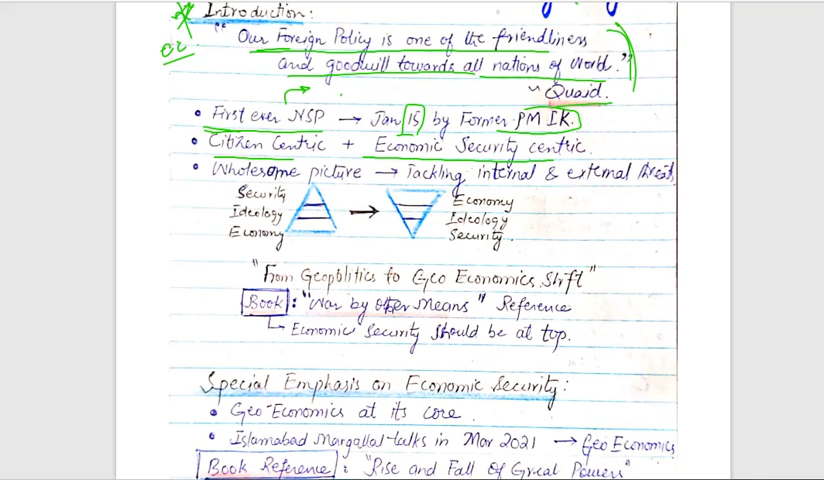 Introduction:
"Our Foreign Policy is one of the friendliness
and goodwill towards all nations of World."
~ Quaid.
• First ever NSP → Jan 15 by Former PM IK.
• Citizen Centric + Economic Security centric.
• Wholesome picture → Tackling internal & external threat.
Security
Ideology
Economy
→
Economy
Ideology
Security.
"From Geopolitics to Geo Economics Shift"
Book: "War by other Means" Reference
Economic Security should be at top.
Special Emphasis on Economic Security:
• Geo-Economics at its core.
• Islamabad Margalla talks in Mar 2021 → Geo Economics
Book Reference: "Rise and Fall of Great Powers"